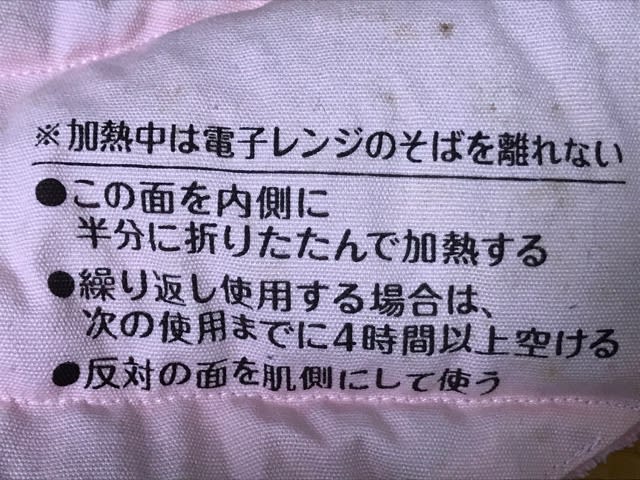 ※加熱中は電子レンジのそばを離れない
●この面を内側に
半分に折りたたんで加熱する
●繰り返し使用する場合は、
次の使用までに4時間以上空ける
●反対の面を肌側にして使う